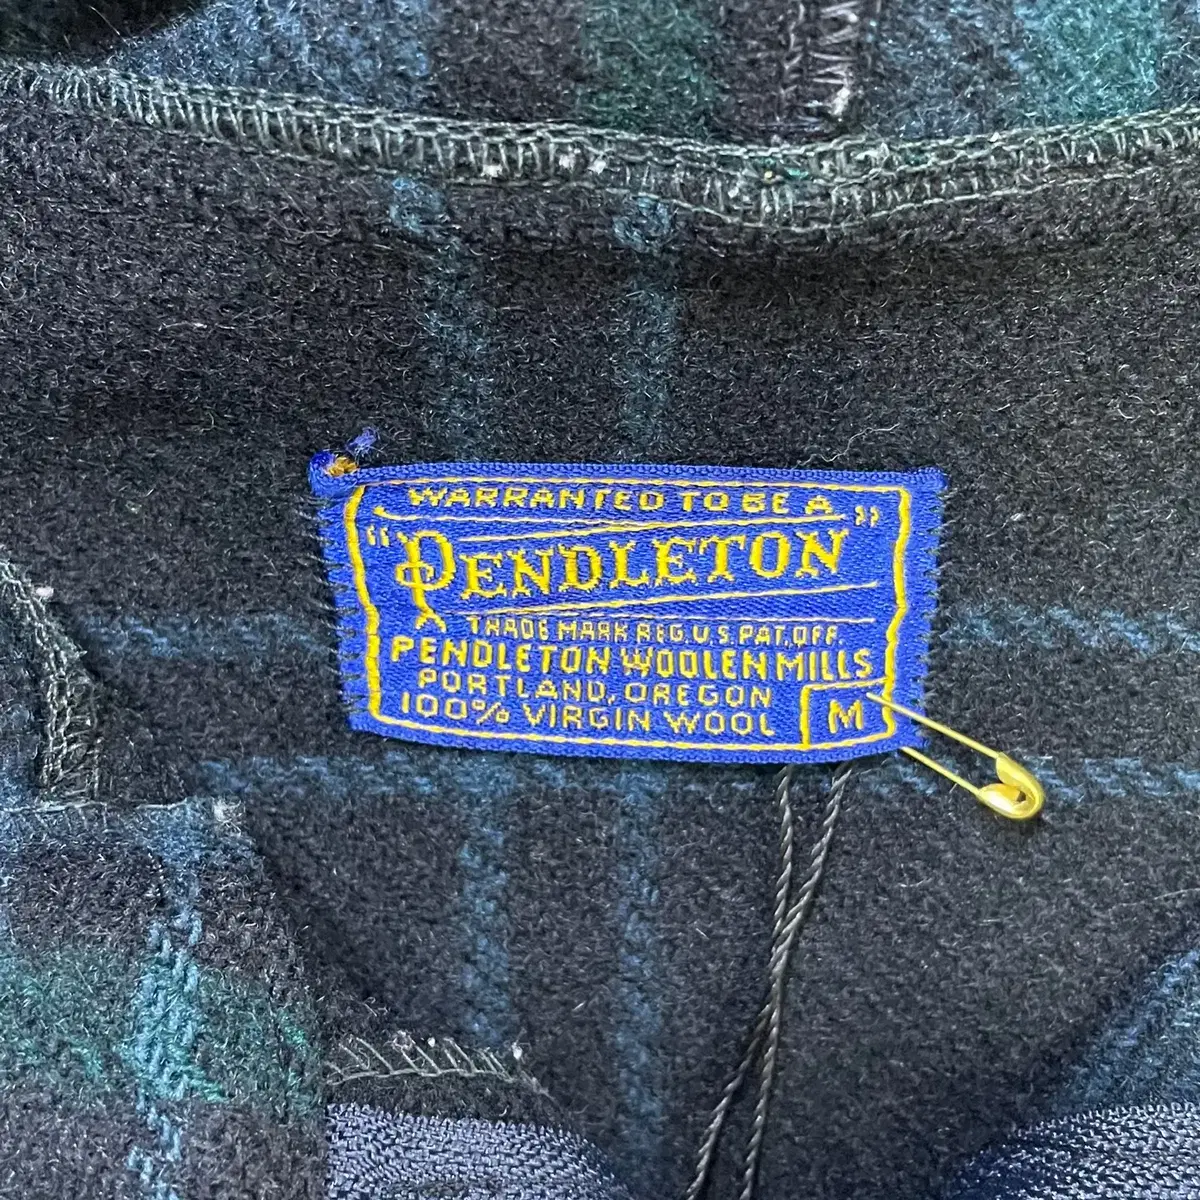 WARRANTED TO BE A
"PENDLETON"
TRADE MARK REG. U.S. PAT. OFF.
PENDLETON WOOLEN MILLS
PORTLAND, OREGON
100% VIRGIN WOOL
M